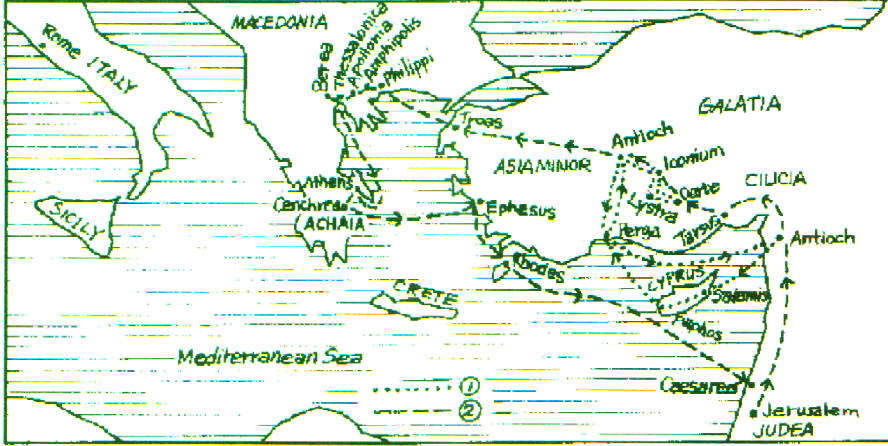 MACEDONIA
Rome
ITALY
Berea
Thessalonica
Apolonia
Amphipolis
Philippi
GALATIA
Troas
Antioch
Iconium
ASIA MINOR
Derbe
CILICIA
Athens
Lystra
SICILY
Cenchrea
Ephesus
(ACHAIA
Perga
Tarsus
Antioch
Rhodes
CYPRUS
Salamis
CRETE
Paphos
Mediterranean Sea
Caesarea
1
2
Jerusalem
JUDEA